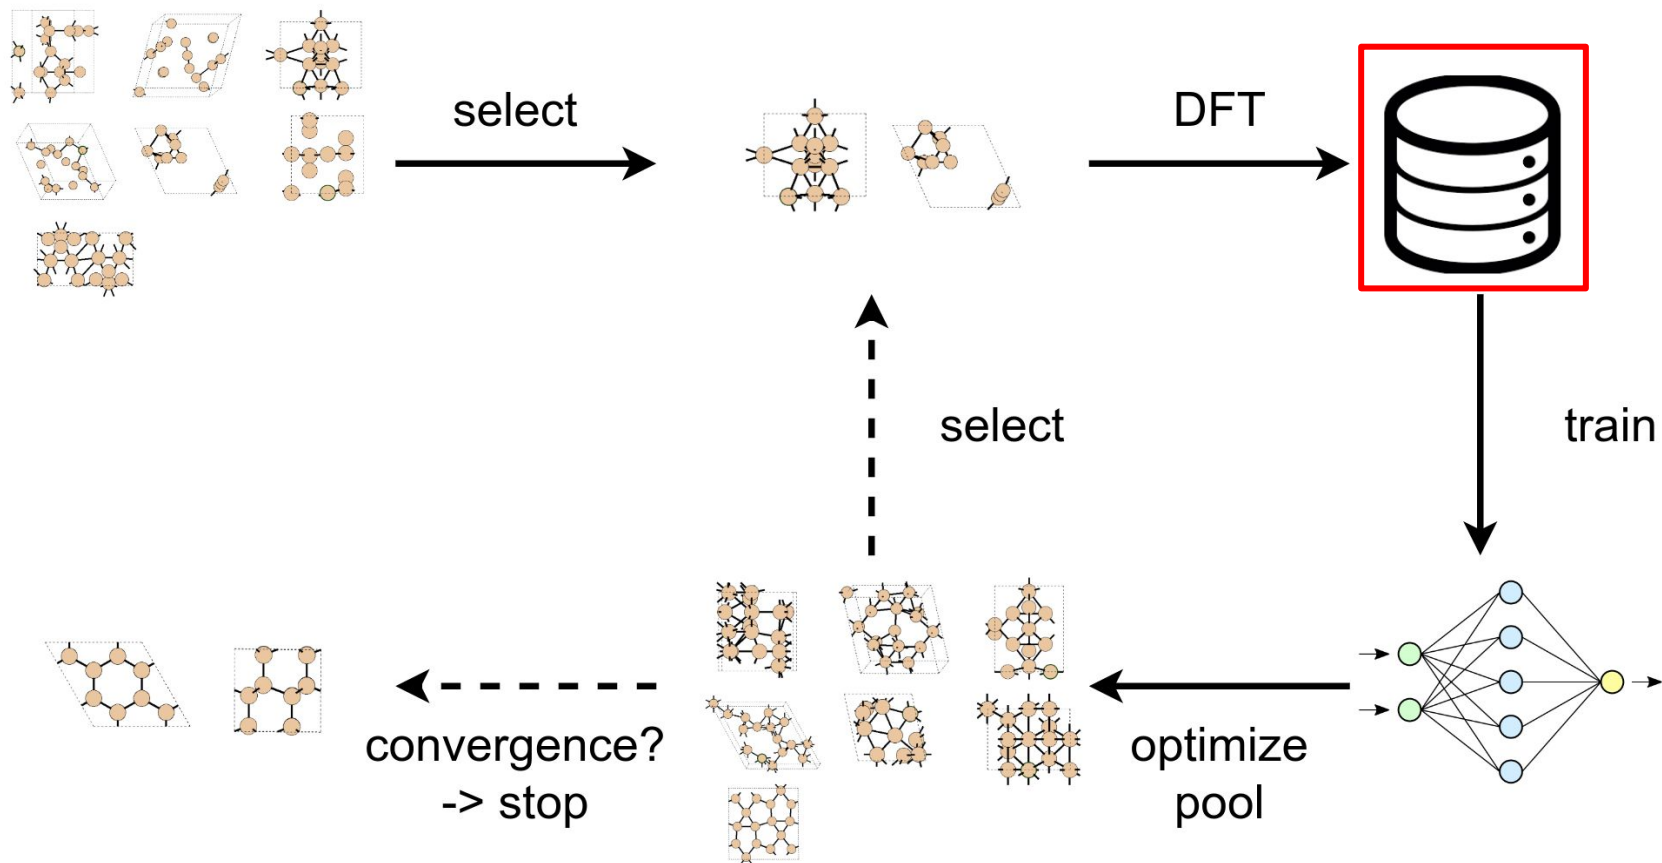 select
DFT
select
train
convergence?
-> stop
optimize
pool